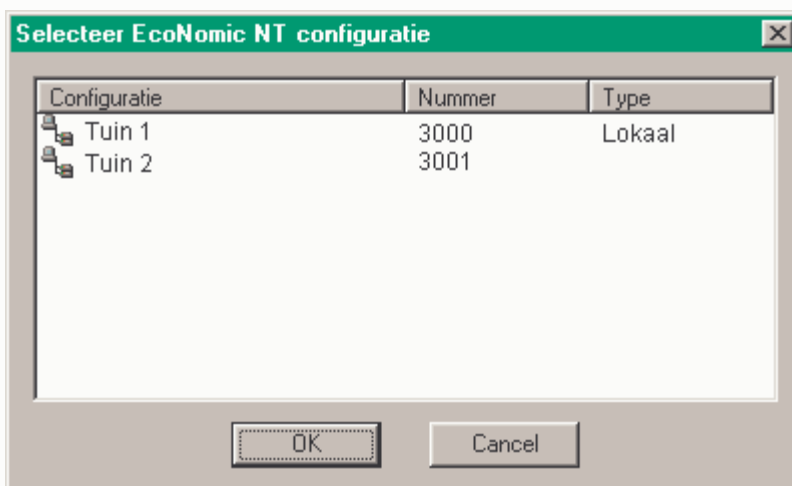 Selecteer EcoNomic NT configuratie
Configuratie Nummer Type
Tuin 1 3000 Lokaal
Tuin 2 3001
OK Cancel